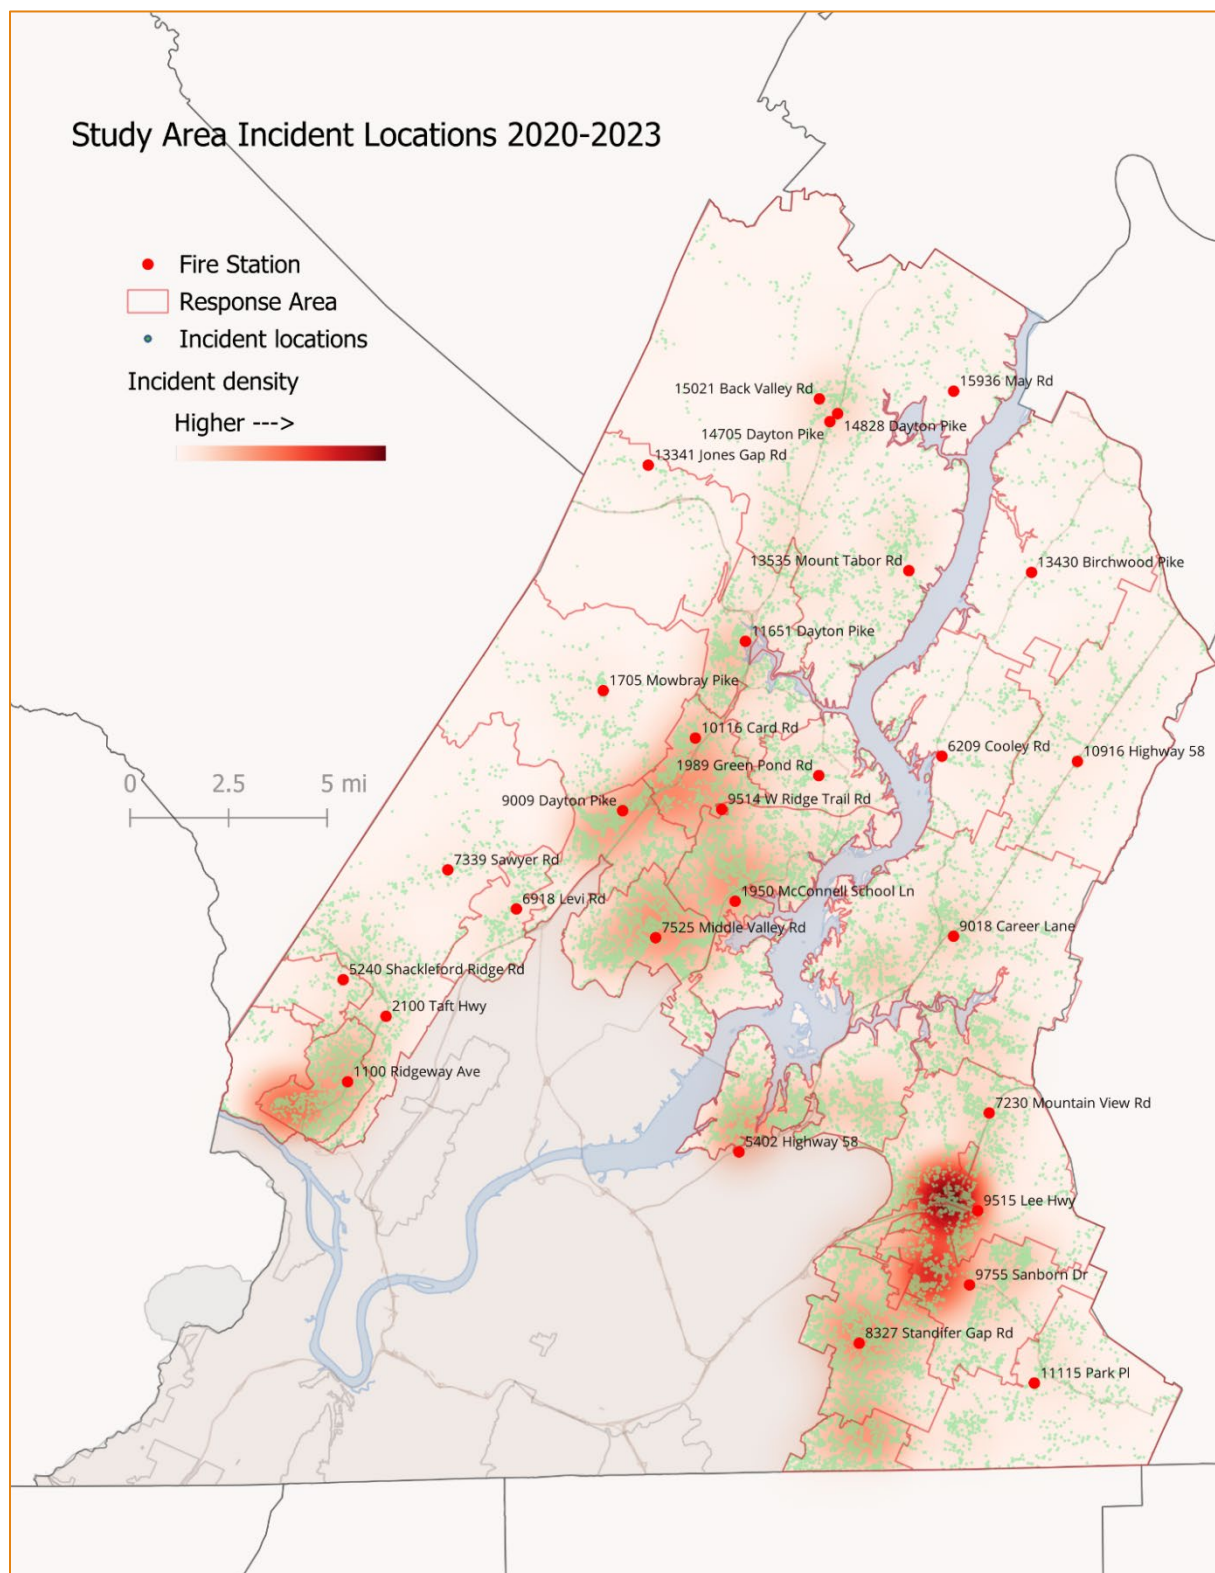 Study Area Incident Locations 2020-2023
Fire Station
Response Area
Incident locations
Incident density
Higher --->
15021 Back Valley Rd
15936 May Rd
14828 Dayton Pike
14705 Dayton Pike
13341 Jones Gap Rd
13535 Mount Tabor Rd
13430 Birchwood Pike
11651 Dayton Pike
1705 Mowbray Pike
10116 Card Rd
6209 Cooley Rd
10916 Highway 58
1989 Green Pond Rd
0 2.5 5 mi
9009 Dayton Pike
9514 W Ridge Trail Rd
7339 Sawyer Rd
6918 Levi Rd
1950 McConnell School Ln
7525 Middle Valley Rd
9018 Career Lane
5240 Shackleford Ridge Rd
2100 Taft Hwy
1100 Ridgeway Ave
7230 Mountain View Rd
5402 Highway 58
9515 Lee Hwy
9755 Sanborn Dr
8327 Standifer Gap Rd
11115 Park Pl